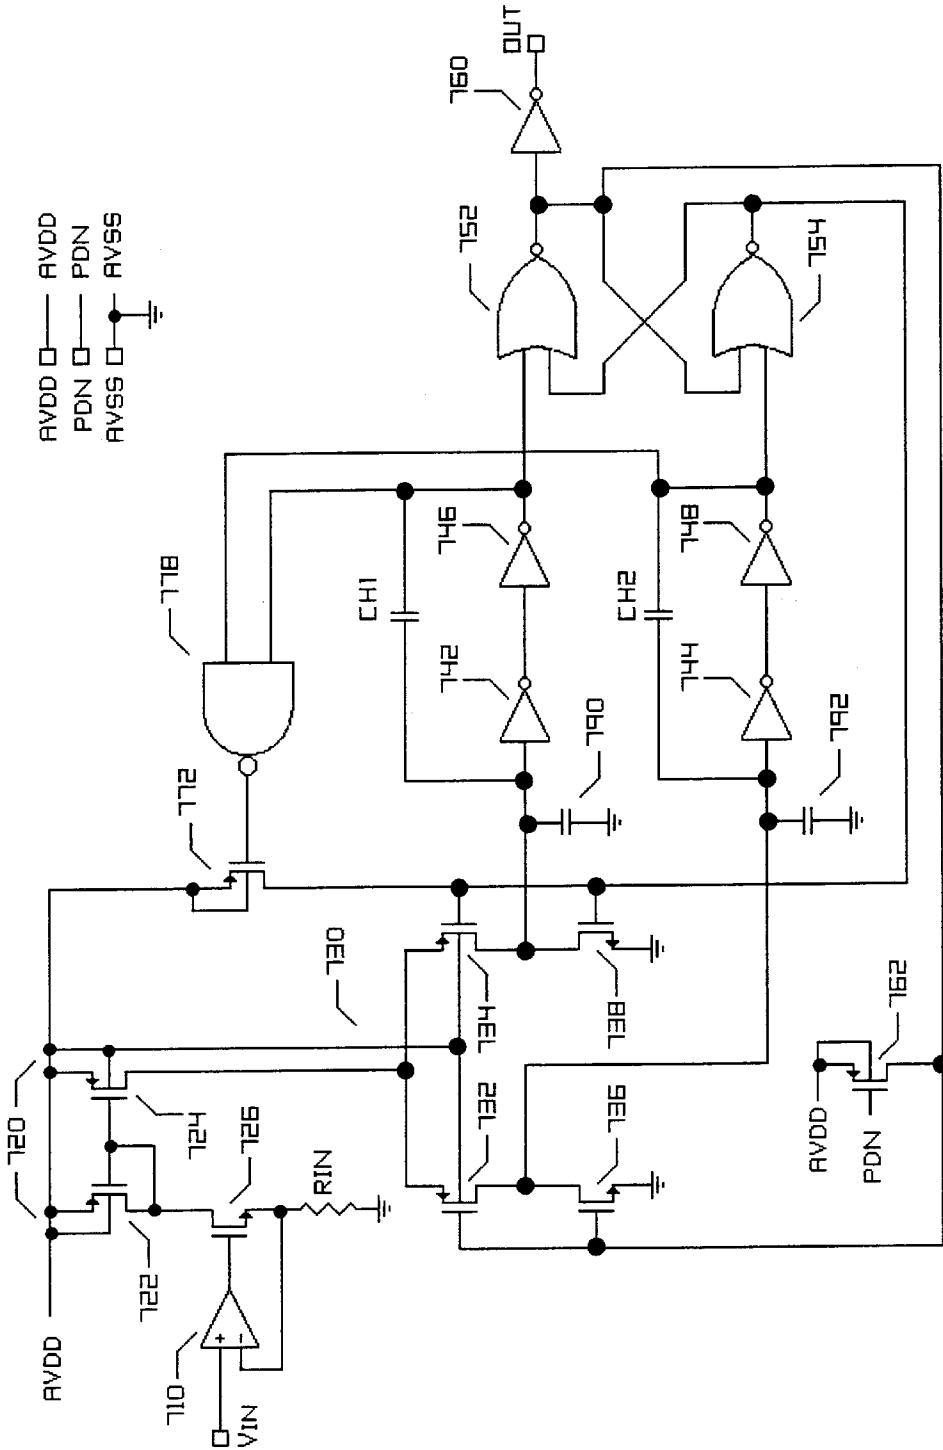 720
AVDD
AVDD AVDD
PDN PDN
AVSS AVSS
722
778
710
724
772
VIN
726
RIN
730
CH1
742
746
760
752
732
734
OUT
790
736
738
CH2
744
748
AVDD
754
792
PDN
762
+
−